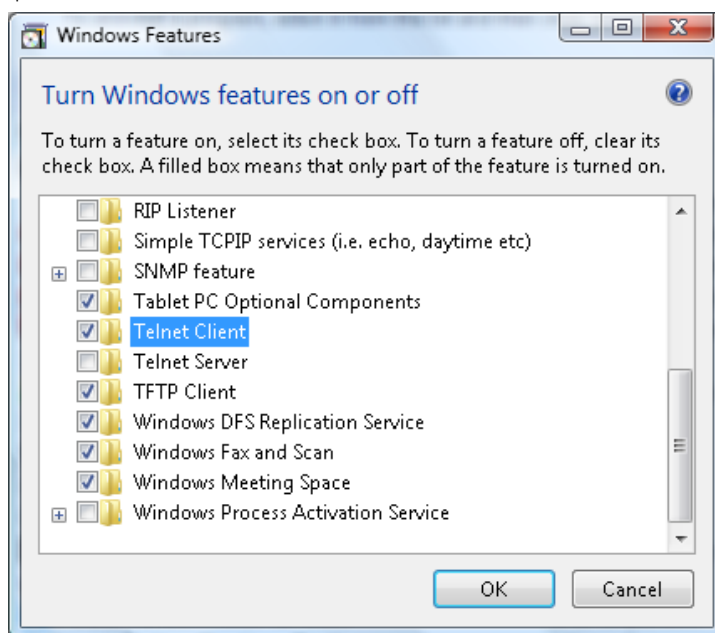 Windows Features
Turn Windows features on or off
To turn a feature on, select its check box. To turn a feature off, clear its
check box. A filled box means that only part of the feature is turned on.
RIP Listener
Simple TCPIP services (i.e. echo, daytime etc)
SNMP feature
Tablet PC Optional Components
Telnet Client
Telnet Server
TFTP Client
Windows DFS Replication Service
Windows Fax and Scan
Windows Meeting Space
Windows Process Activation Service
OK
Cancel